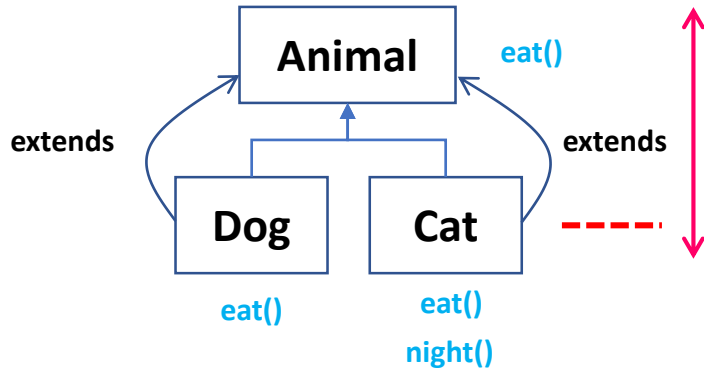 Animal
eat()
extends
extends
Dog
Cat
eat()
eat()
night()